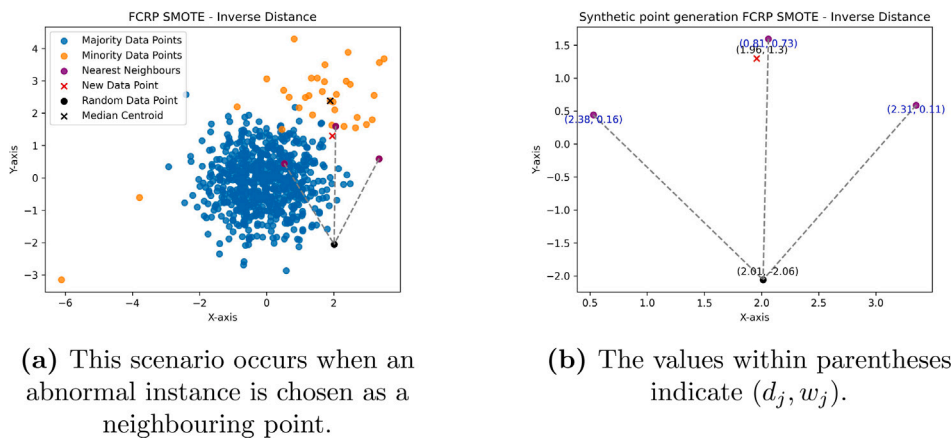 FCRP SMOTE - Inverse Distance
Majority Data Points
Minority Data Points
Nearest Neighbours
New Data Point
Random Data Point
Median Centroid
Y-axis
4
3
2
1
0
−1
−2
−3
−6
−4
−2
0
2
X-axis
(a) This scenario occurs when an
abnormal instance is chosen as a
neighbouring point.
Synthetic point generation FCRP SMOTE - Inverse Distance
Y-axis
1.5
1.0
0.5
0.0
−0.5
−1.0
−1.5
−2.0
(0.81, 0.73)
(1.96, 1.3)
(2.38, 0.16)
(2.31, 0.11)
(2.01, −2.06)
0.5
1.0
1.5
2.0
2.5
3.0
X-axis
(b) The values within parentheses
indicate (d_j, w_j).